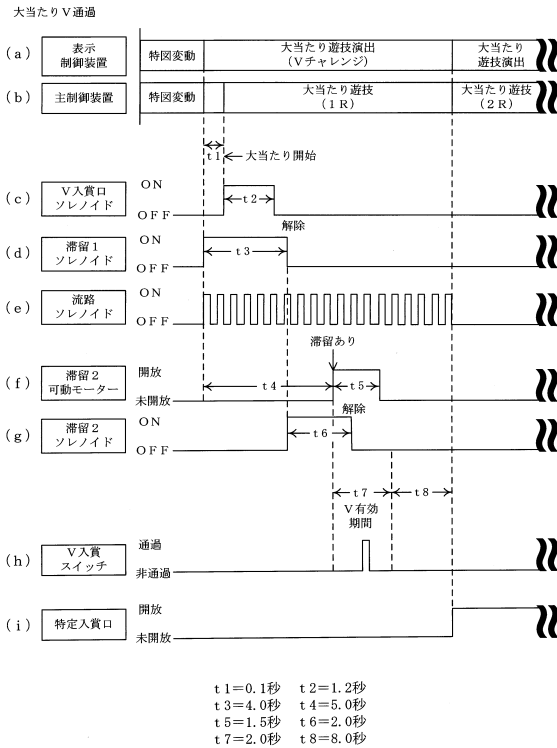 大当たりＶ通過
(a) 表示
制御装置
特図変動
大当たり遊技演出
(Ｖチャレンジ)
大当たり
遊技演出
(b) 主制御装置
特図変動
大当たり遊技
(１Ｒ)
大当たり遊技
(２Ｒ)
t1
大当たり開始
(c) Ｖ入賞口
ソレノイド
ON
OFF
t2
解除
(d) 滞留１
ソレノイド
ON
OFF
t3
(e) 流路
ソレノイド
ON
OFF
滞留あり
(f) 滞留２
可動モーター
開放
未開放
t4
t5
解除
(g) 滞留２
ソレノイド
ON
OFF
t6
t7
t8
Ｖ有効
期間
(h) Ｖ入賞
スイッチ
通過
非通過
(i) 特定入賞口
開放
未開放
t1=0.1秒 t2=1.2秒
t3=4.0秒 t4=5.0秒
t5=1.5秒 t6=2.0秒
t7=2.0秒 t8=8.0秒